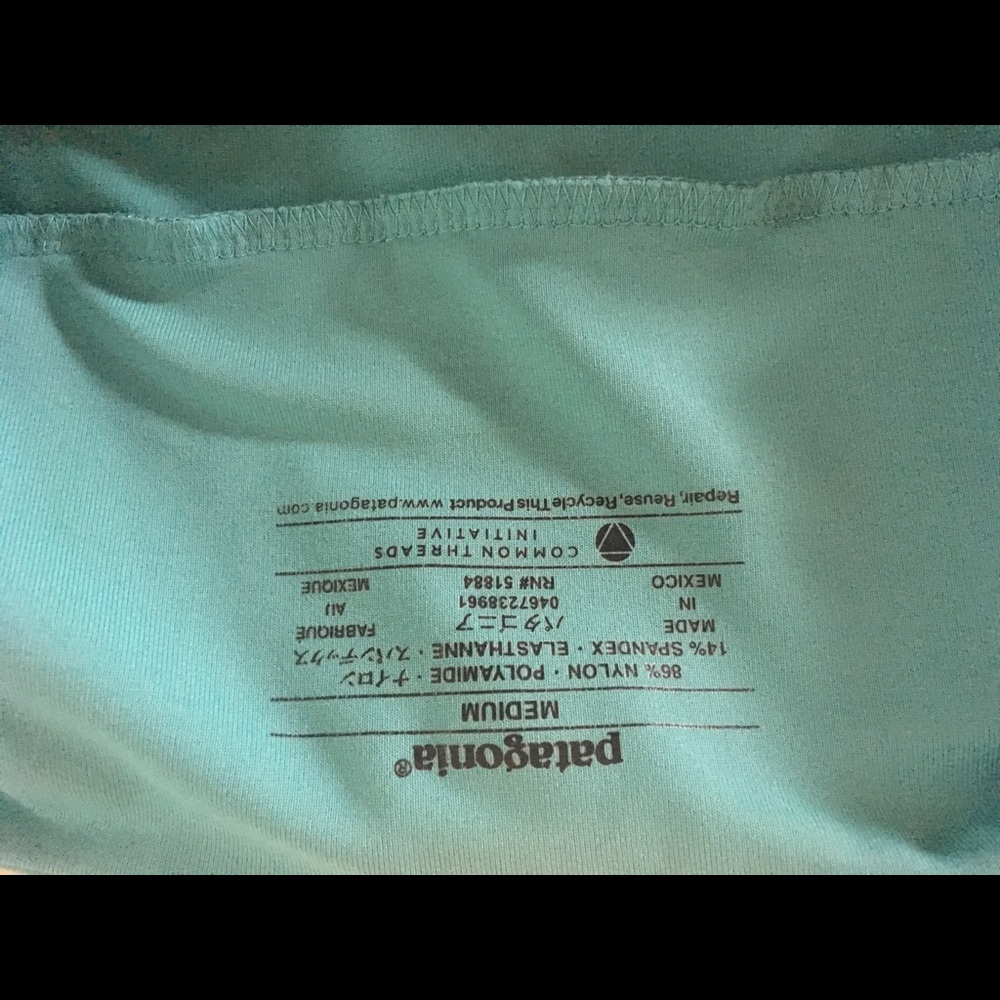 patagonia®
MEDIUM
86% NYLON · POLYAMIDE · ナイロン
14% SPANDEX · ELASTHANNE · スパンデックス
MADE パタゴニア FABRIQUÉ
IN 0467238961 AU
MEXICO RN# 51884 MEXIQUE
COMMON THREADS
INITIATIVE
Repair, Reuse, Recycle This Product www.patagonia.com